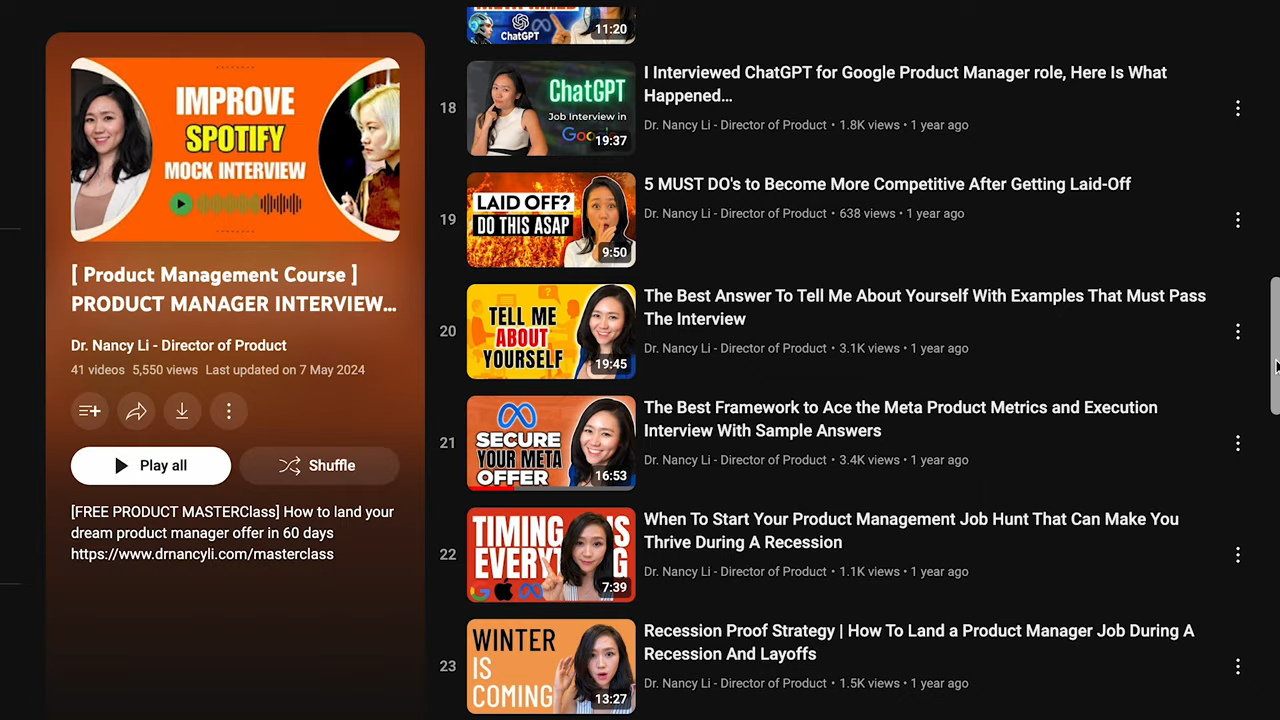 IMPROVE
SPOTIFY
MOCK INTERVIEW
[ Product Management Course ]
PRODUCT MANAGER INTERVIEW...
Dr. Nancy Li - Director of Product
41 videos 5,550 views Last updated on 7 May 2024
Play all
Shuffle
[FREE PRODUCT MASTERClass] How to land your
dream product manager offer in 60 days
https://www.drnancyli.com/masterclass
ChatGPT
11:20
18
ChatGPT
Job Interview in
Goo
19:37
I Interviewed ChatGPT for Google Product Manager role, Here Is What
Happened...
Dr. Nancy Li - Director of Product • 1.8K views • 1 year ago
19
LAID OFF?
DO THIS ASAP
9:50
5 MUST DO's to Become More Competitive After Getting Laid-Off
Dr. Nancy Li - Director of Product • 638 views • 1 year ago
20
TELL ME
ABOUT
YOURSELF
19:45
The Best Answer To Tell Me About Yourself With Examples That Must Pass
The Interview
Dr. Nancy Li - Director of Product • 3.1K views • 1 year ago
21
SECURE
YOUR META
OFFER
16:53
The Best Framework to Ace the Meta Product Metrics and Execution
Interview With Sample Answers
Dr. Nancy Li - Director of Product • 3.4K views • 1 year ago
22
TIMING IS
EVERYTHING
7:39
When To Start Your Product Management Job Hunt That Can Make You
Thrive During A Recession
Dr. Nancy Li - Director of Product • 1.1K views • 1 year ago
23
WINTER
IS
COMING
13:27
Recession Proof Strategy | How To Land a Product Manager Job During A
Recession And Layoffs
Dr. Nancy Li - Director of Product • 1.5K views • 1 year ago